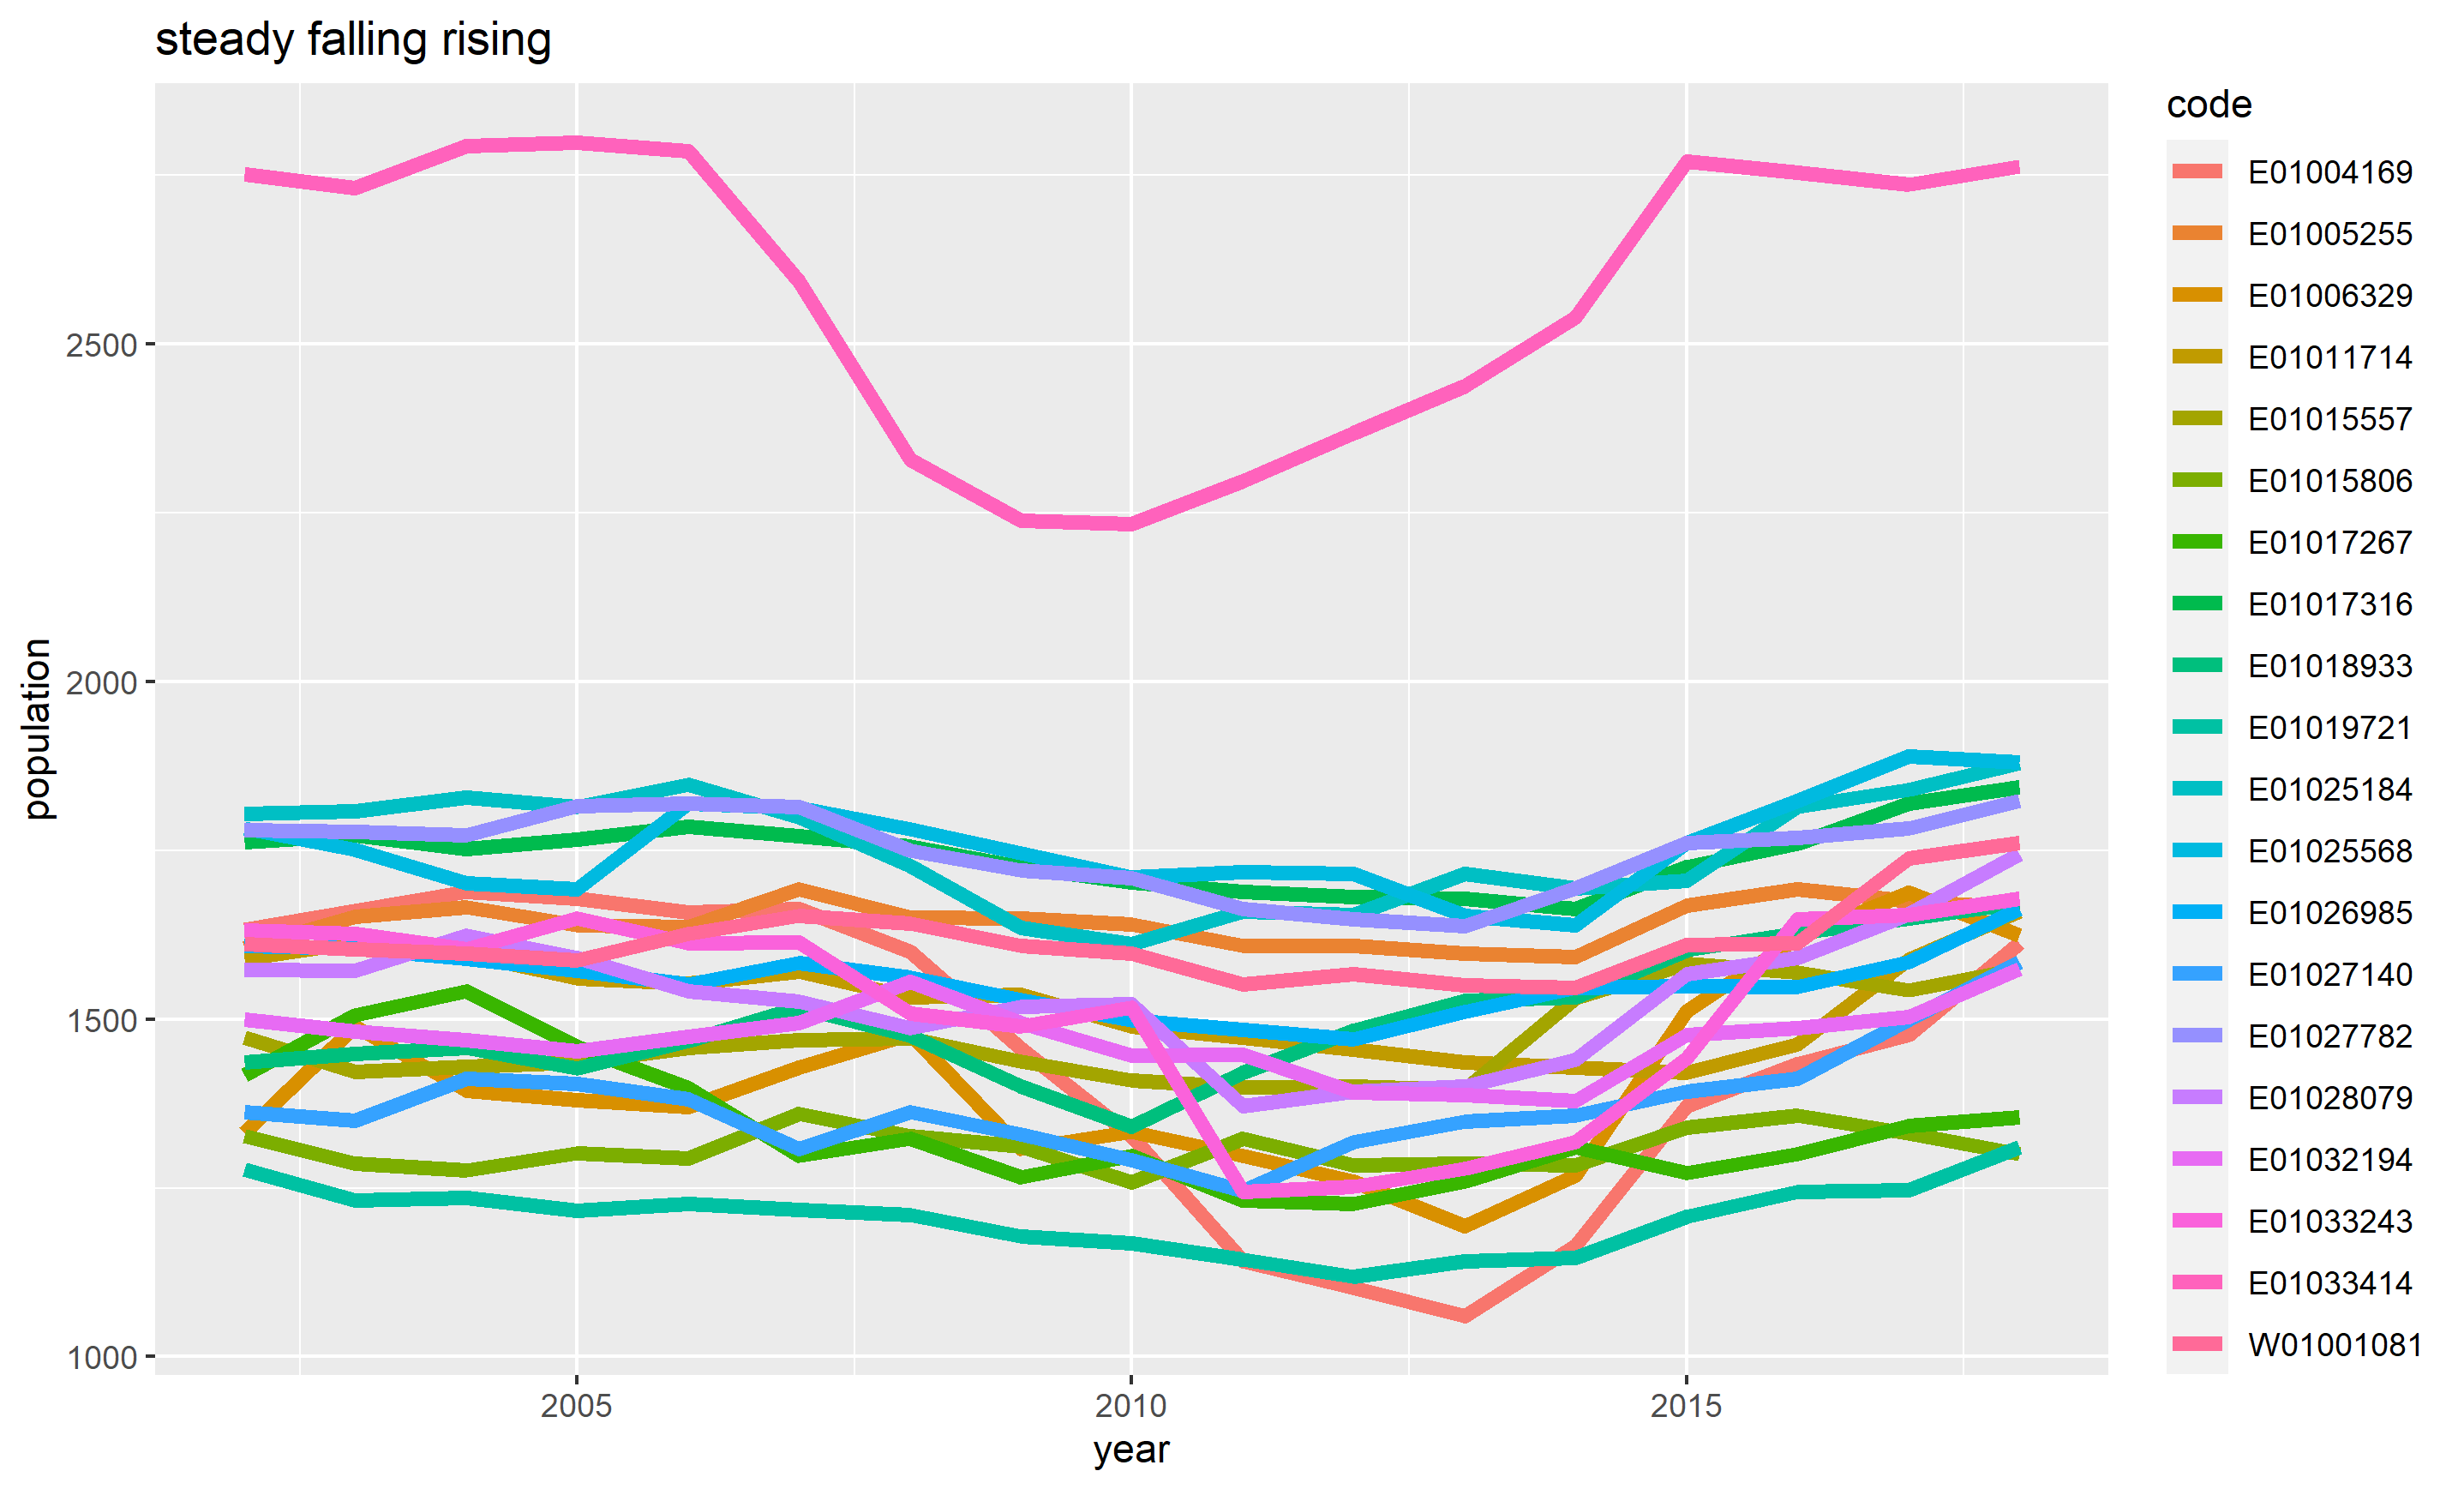 steady falling rising
population
2500
2000
1500
1000
2005
2010
2015
year
code
E01004169
E01005255
E01006329
E01011714
E01015557
E01015806
E01017267
E01017316
E01018933
E01019721
E01025184
E01025568
E01026985
E01027140
E01027782
E01028079
E01032194
E01033243
E01033414
W01001081